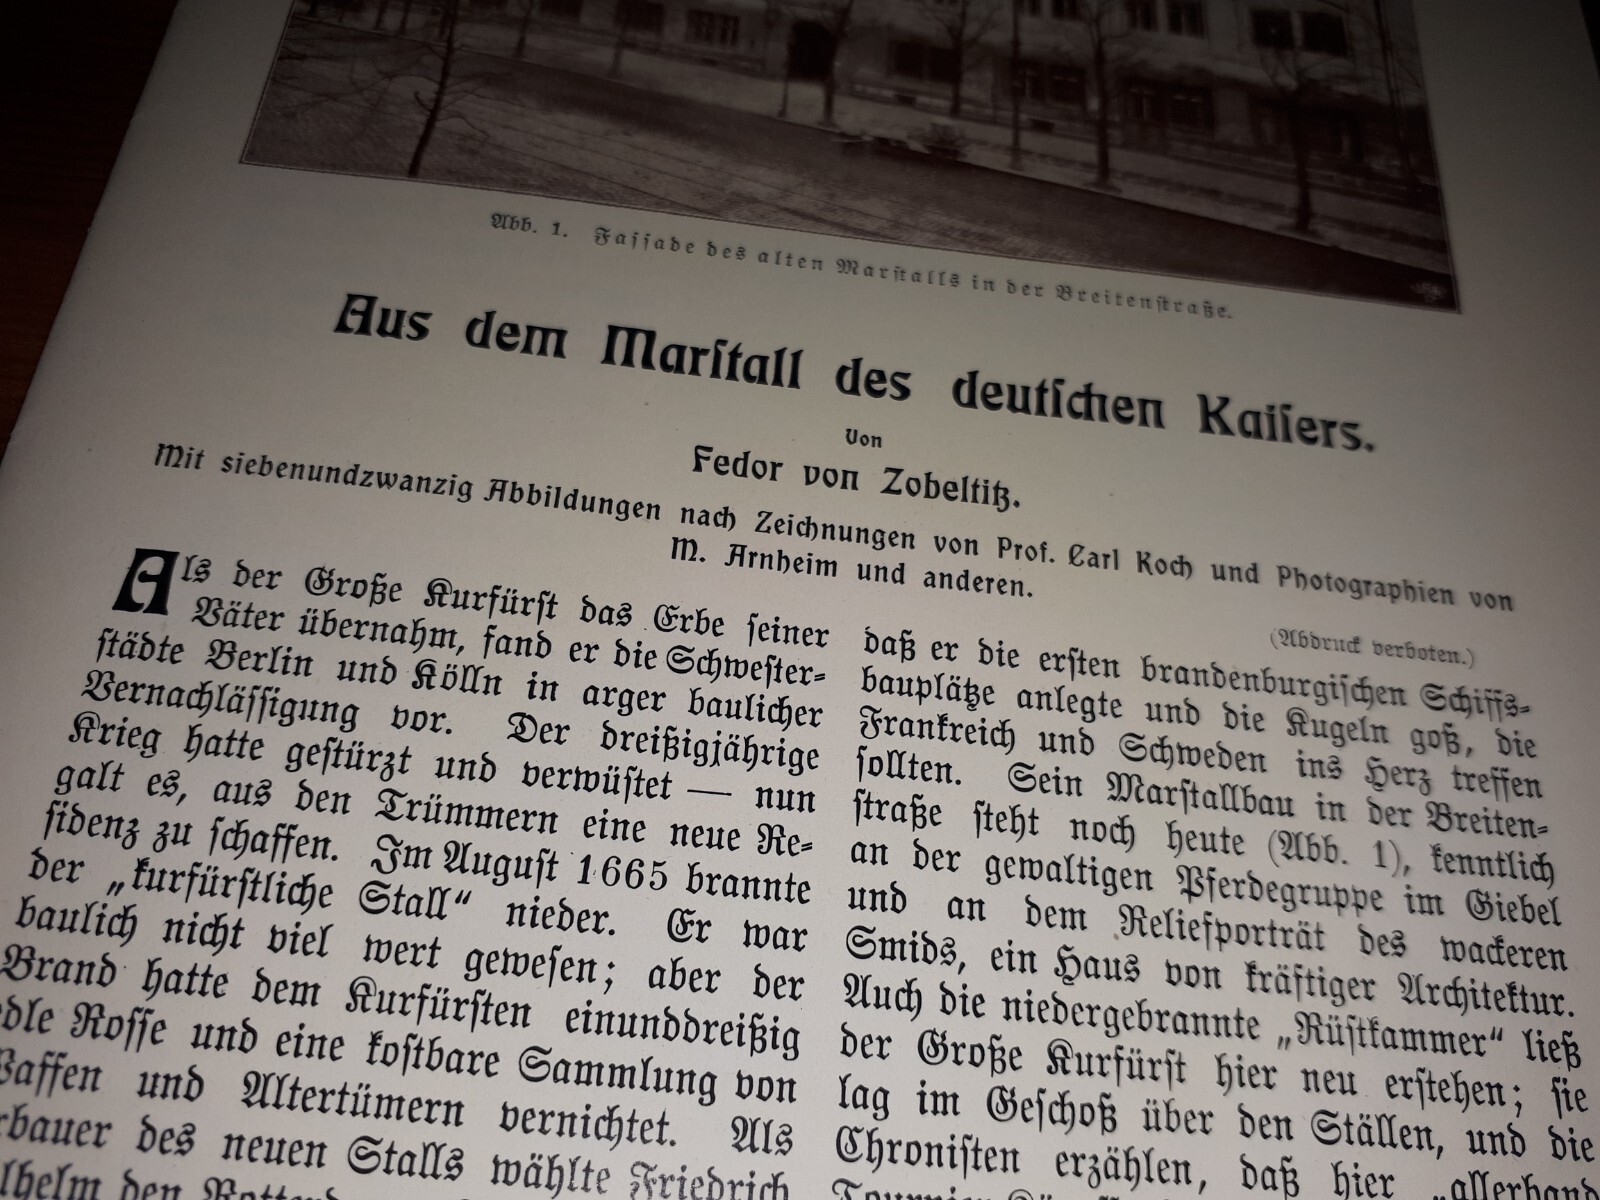 Abb. 1. Fassade des alten Marstalls in der Breitenstraße.
Aus dem Marstall des deutschen Kaisers.
Von
Fedor von Zobeltitz.
Mit siebenundzwanzig Abbildungen nach Zeichnungen von Prof. Carl Koch und Photographien von
M. Arnheim und anderen.
(Abdruck verboten.)
Als der Große Kurfürst das Erbe seiner
Väter übernahm, fand er die Schwester-
städte Berlin und Kölln in arger baulicher
Vernachlässigung vor. Der dreißigjährige
Krieg hatte gestürzt und verwüstet — nun
galt es, aus den Trümmern eine neue Re-
sidenz zu schaffen. Im August 1665 brannte
der „kurfürstliche Stall“ nieder. Er war
baulich nicht viel wert gewesen; aber der
Brand hatte dem Kurfürsten einunddreißig
dle Rosse und eine kostbare Sammlung von
Waffen und Altertümern vernichtet. Als
rbauer des neuen Stalls wählte Friedrich
lhelm den
daß er die ersten brandenburgischen Schiffs-
bauplätze anlegte und die Kugeln goß, die
Frankreich und Schweden ins Herz treffen
sollten. Sein Marstallbau in der Breiten-
straße steht noch heute (Abb. 1), kenntlich
an der gewaltigen Pferdegruppe im Giebel
und an dem Reliefporträt des wackeren
Smids, ein Haus von kräftiger Architektur.
Auch die niedergebrannte „Rüstkammer“ ließ
der Große Kurfürst hier neu erstehen; sie
lag im Geschoß über den Ställen, und die
Chronisten erzählen, daß hier allerhand